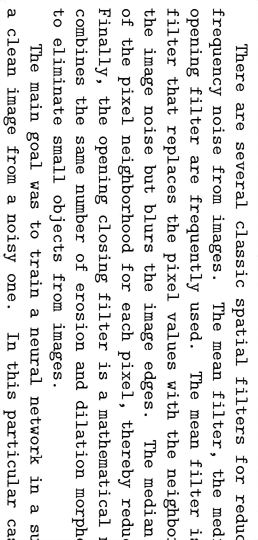 There are several classic spatial filters for reduc
frequency noise from images. The mean filter, the med
opening filter are frequently used. The mean filter is
filter that replaces the pixel values with the neighbor
the image noise but blurs the image edges. The median
of the pixel neighborhood for each pixel, thereby redu
Finally, the opening closing filter is a mathematical m
combines the same number of erosion and dilation morpho
to eliminate small objects from images.
The main goal was to train a neural network in a su
a clean image from a noisy one. In this particular cas